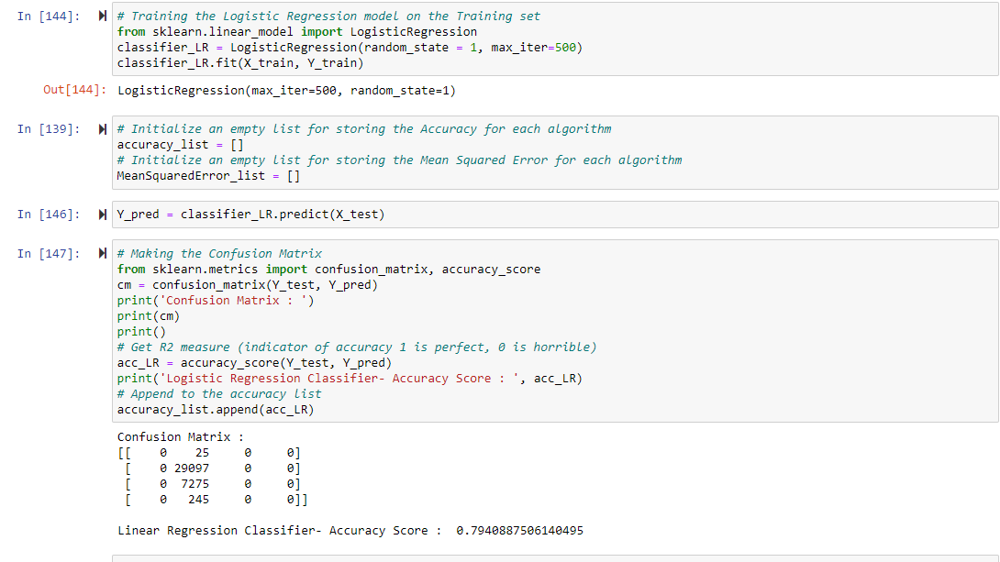 In [144]:
# Training the Logistic Regression model on the Training set
from sklearn.linear_model import LogisticRegression
classifier_LR = LogisticRegression(random_state = 1, max_iter=500)
classifier_LR.fit(X_train, Y_train)
Out[144]: LogisticRegression(max_iter=500, random_state=1)
In [139]:
# Initialize an empty list for storing the Accuracy for each algorithm
accuracy_list = []
# Initialize an empty list for storing the Mean Squared Error for each algorithm
MeanSquaredError_list = []
In [146]:
Y_pred = classifier_LR.predict(X_test)
In [147]:
# Making the Confusion Matrix
from sklearn.metrics import confusion_matrix, accuracy_score
cm = confusion_matrix(Y_test, Y_pred)
print('Confusion Matrix : ')
print(cm)
print()
# Get R2 measure (indicator of accuracy 1 is perfect, 0 is horrible)
acc_LR = accuracy_score(Y_test, Y_pred)
print('Logistic Regression Classifier- Accuracy Score : ', acc_LR)
# Append to the accuracy list
accuracy_list.append(acc_LR)
Confusion Matrix :
[[    0    25     0     0]
 [    0 29097     0     0]
 [    0  7275     0     0]
 [    0   245     0     0]]
Linear Regression Classifier- Accuracy Score :  0.7940887506140495